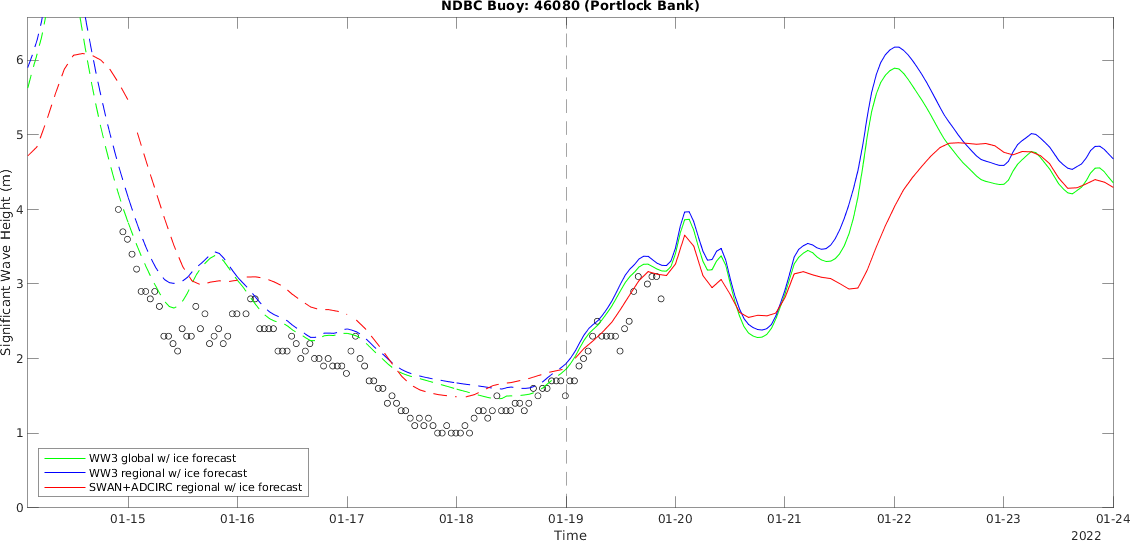 NDBC Buoy: 46080 (Portlock Bank)
Significant Wave Height (m)
6
5
4
3
2
1
0
WW3 global w/ ice forecast
WW3 regional w/ ice forecast
SWAN+ADCIRC regional w/ ice forecast
01-15 01-16 01-17 01-18 01-19 01-20 01-21 01-22 01-23 01-24
Time
2022